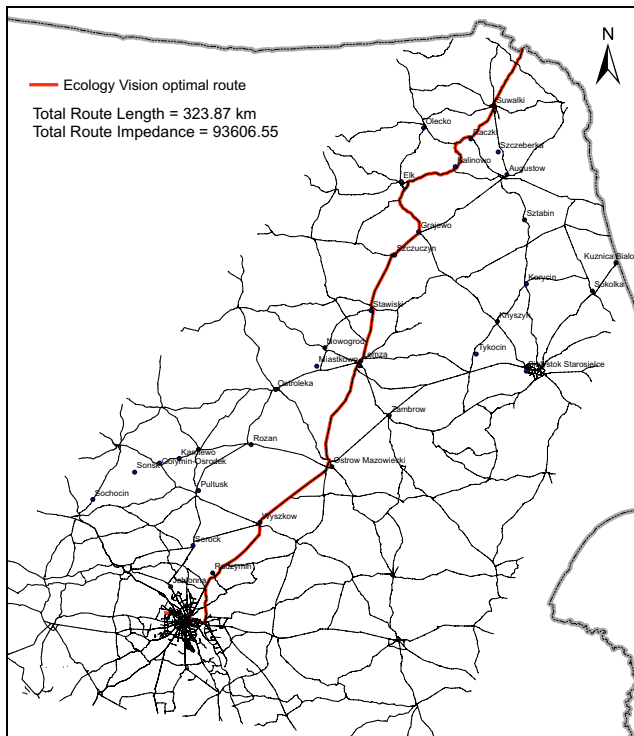 N
Ecology Vision optimal route
Total Route Length = 323.87 km
Total Route Impedance = 93606.55
Suwalki
Olecko
Raczki
Szczeberka
Kalinowo
Augustow
Elk
Sztabin
Grajewo
Szczuczyn
Kuznica Bialo
Korycin
Sokolka
Stawiski
Knyszyn
Nowogrod
Tykocin
Lomza
Miastkowo
Bialystok Starosielce
Ostroleka
Zambrow
Rozan
Karniewo
Ostrow Mazowiecki
Sonsk
Golymin-Osrodek
Pultusk
Sochocin
Wyszkow
Serock
Radzymin
Jablonna